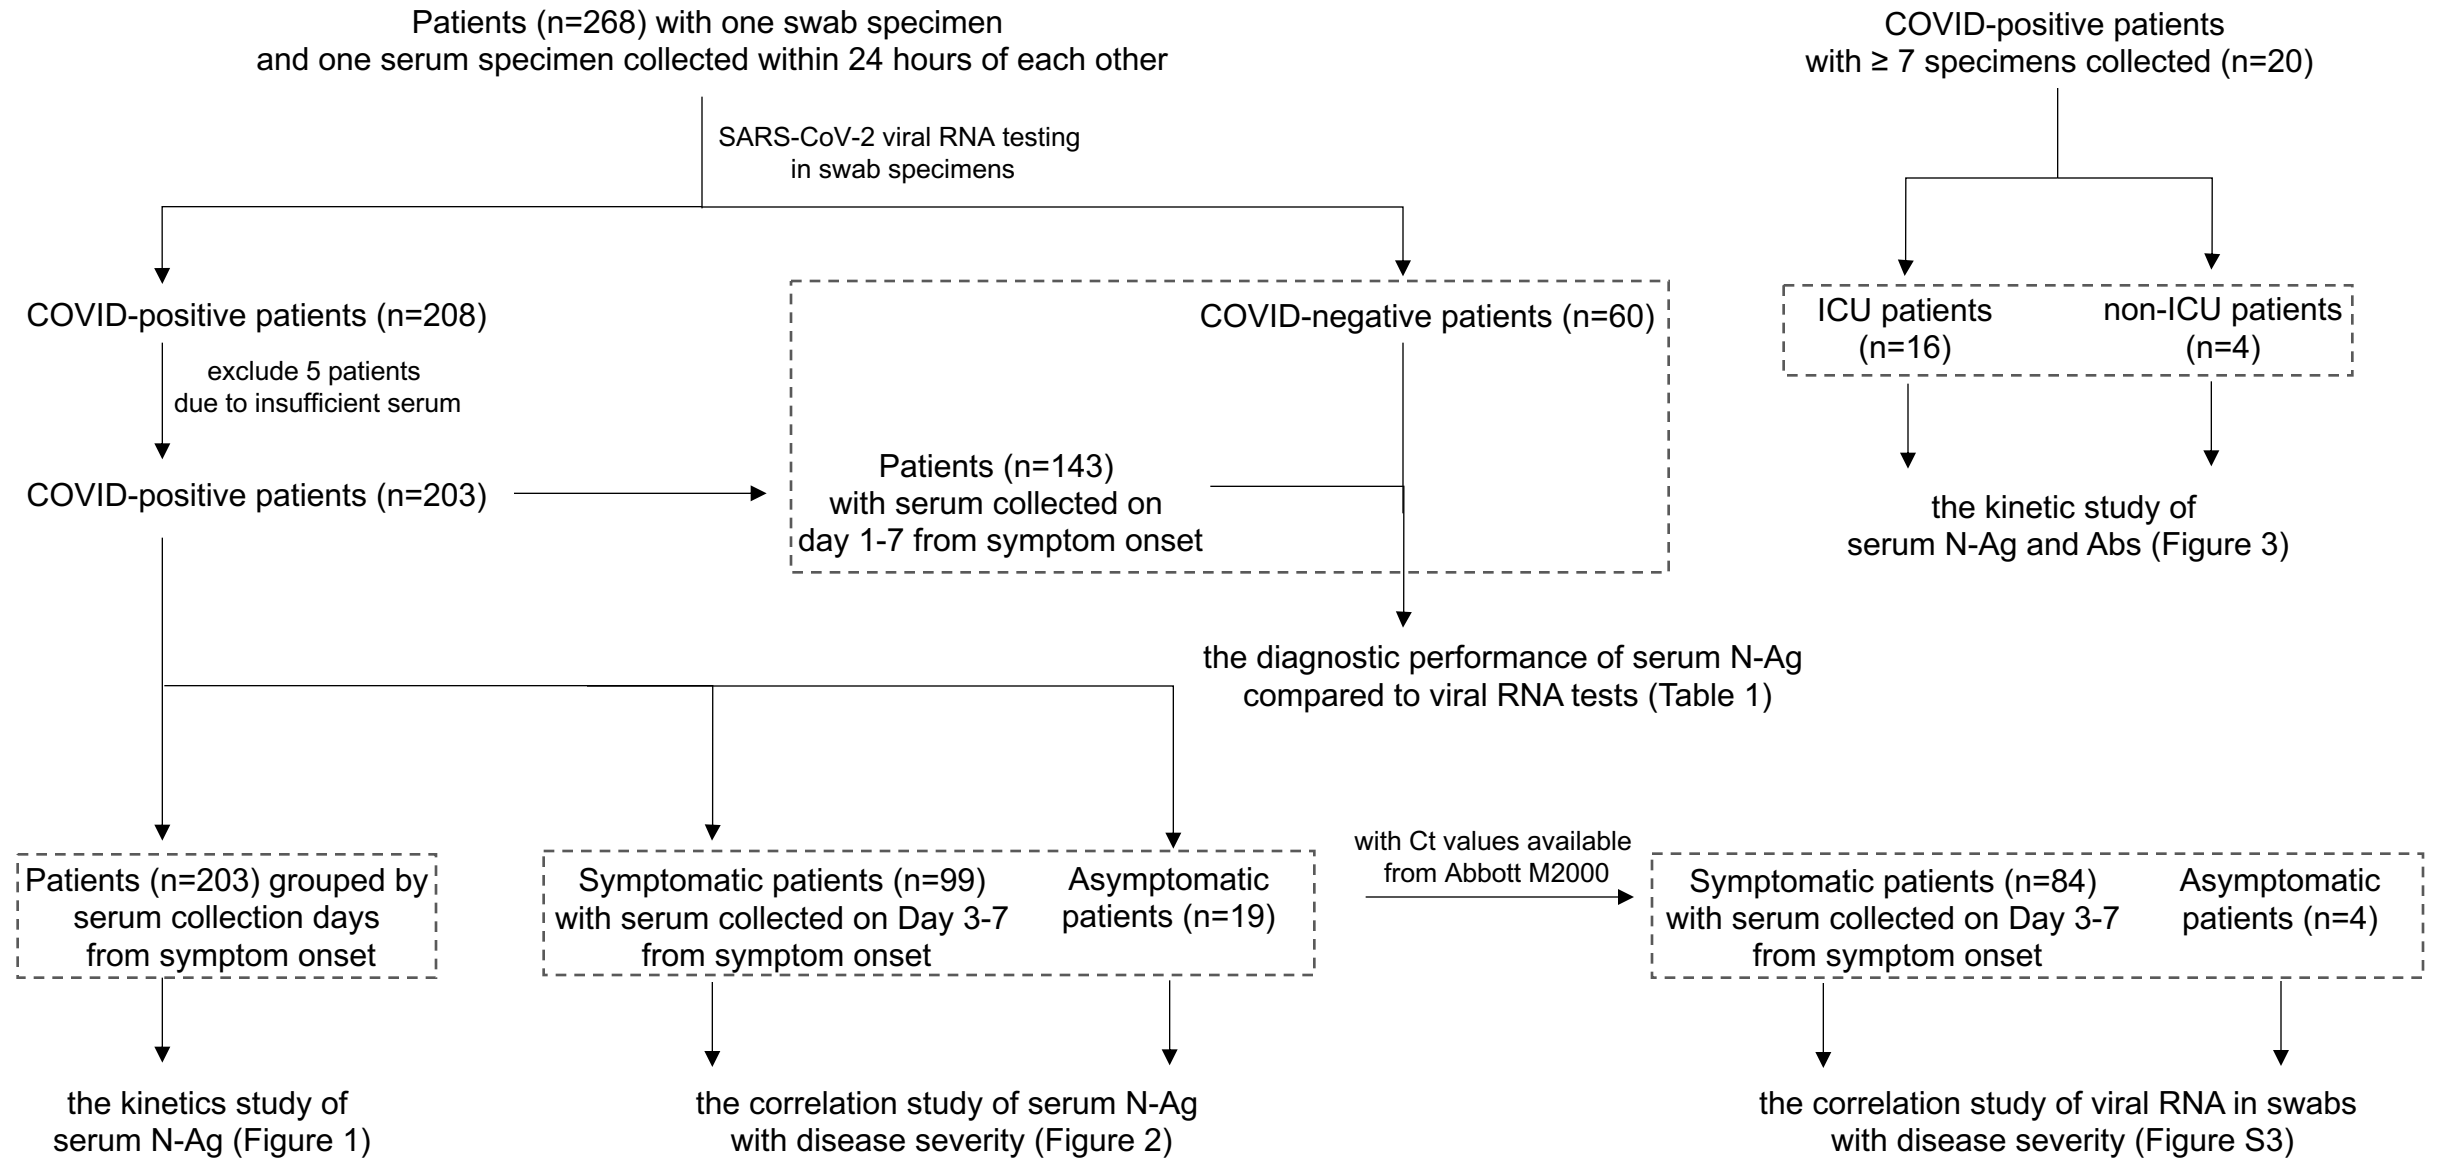 Patients (n=268) with one swab specimen
and one serum specimen collected within 24 hours of each other
SARS-CoV-2 viral RNA testing
in swab specimens
COVID-positive patients (n=208)
exclude 5 patients
due to insufficient serum
COVID-positive patients (n=203)
COVID-negative patients (n=60)
Patients (n=143)
with serum collected on
day 1-7 from symptom onset
the diagnostic performance of serum N-Ag
compared to viral RNA tests (Table 1)
COVID-positive patients
with ≥ 7 specimens collected (n=20)
ICU patients
(n=16)
non-ICU patients
(n=4)
the kinetic study of
serum N-Ag and Abs (Figure 3)
Patients (n=203) grouped by
serum collection days
from symptom onset
the kinetics study of
serum N-Ag (Figure 1)
Symptomatic patients (n=99)
with serum collected on Day 3-7
from symptom onset
Asymptomatic
patients (n=19)
the correlation study of serum N-Ag
with disease severity (Figure 2)
with Ct values available
from Abbott M2000
Symptomatic patients (n=84)
with serum collected on Day 3-7
from symptom onset
Asymptomatic
patients (n=4)
the correlation study of viral RNA in swabs
with disease severity (Figure S3)